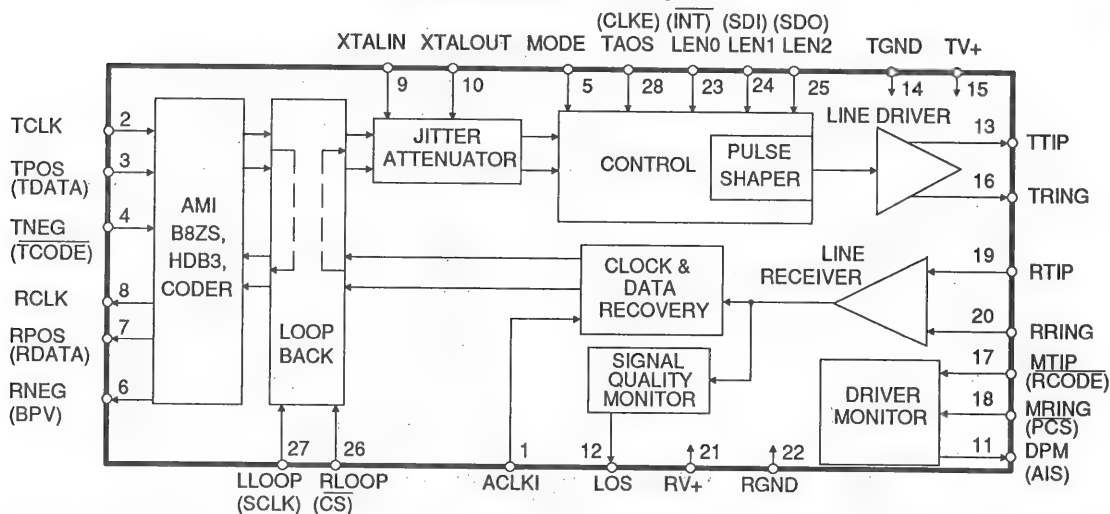 (CLKE) (INT) (SDI) (SDO)
XTALIN XTALOUT MODE TAOS LEN0 LEN1 LEN2 TGND TV+
9 10 5 28 23 24 25 14 15
TCLK 2
TPOS 3
(TDATA)
TNEG 4
(TCODE)
RCLK 8
RPOS 7
(RDATA)
RNEG 6
(BPV)
AMI
B8ZS,
HDB3,
CODER
LOOP
BACK
JITTER
ATTENUATOR
CONTROL
PULSE
SHAPER
LINE DRIVER
13 TTIP
16 TRING
CLOCK &
DATA
RECOVERY
LINE
RECEIVER
19 RTIP
20 RRING
SIGNAL
QUALITY
MONITOR
DRIVER
MONITOR
17 MTIP
(RCODE)
18 MRING
(PCS)
11 DPM
(AIS)
27 26 1 12 21 22
LLOOP RLOOP ACLKI LOS RV+ RGND
(SCLK) (CS)